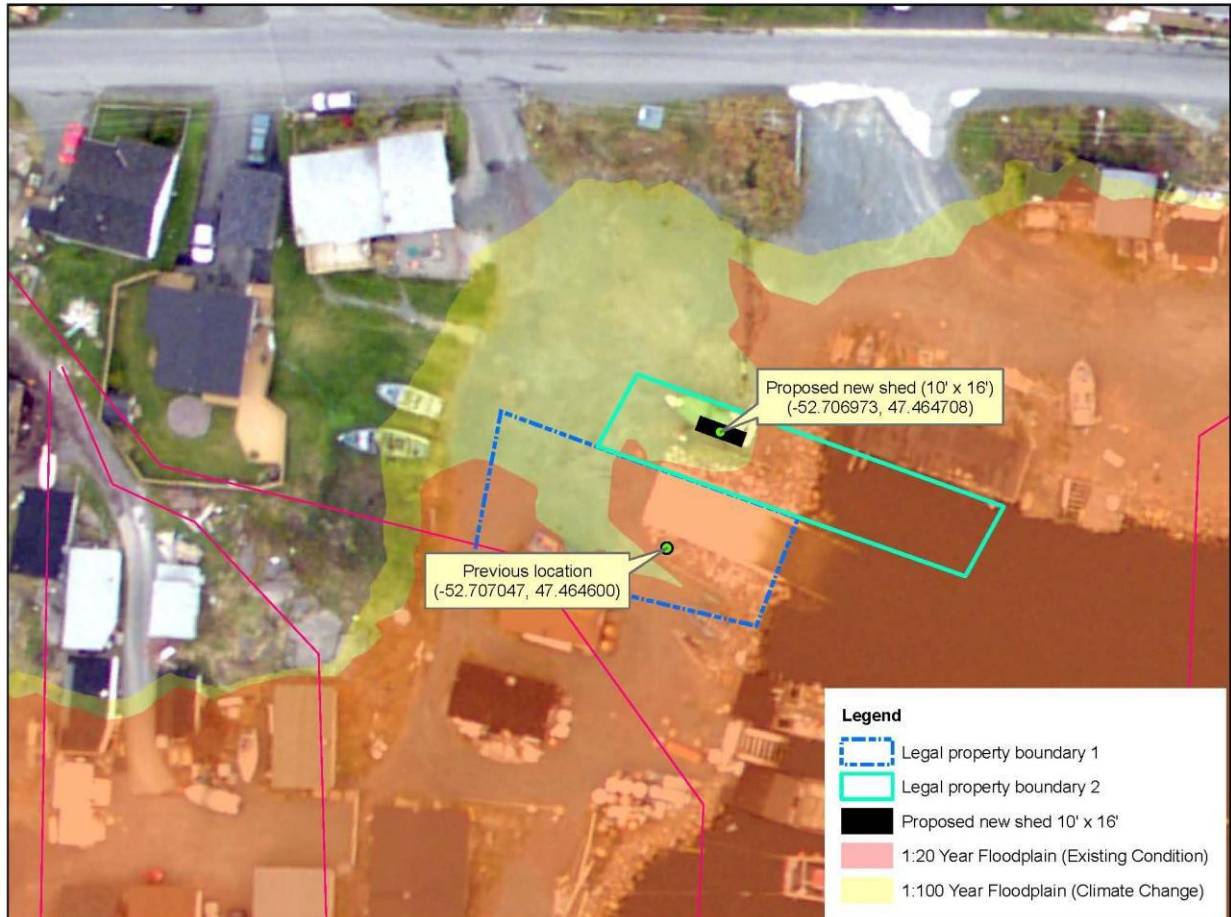 Proposed new shed (10' x 16')
(-52.706973, 47.464708)
Previous location
(-52.707047, 47.464600)
Legend
Legal property boundary 1
Legal property boundary 2
Proposed new shed 10' x 16'
1:20 Year Floodplain (Existing Condition)
1:100 Year Floodplain (Climate Change)